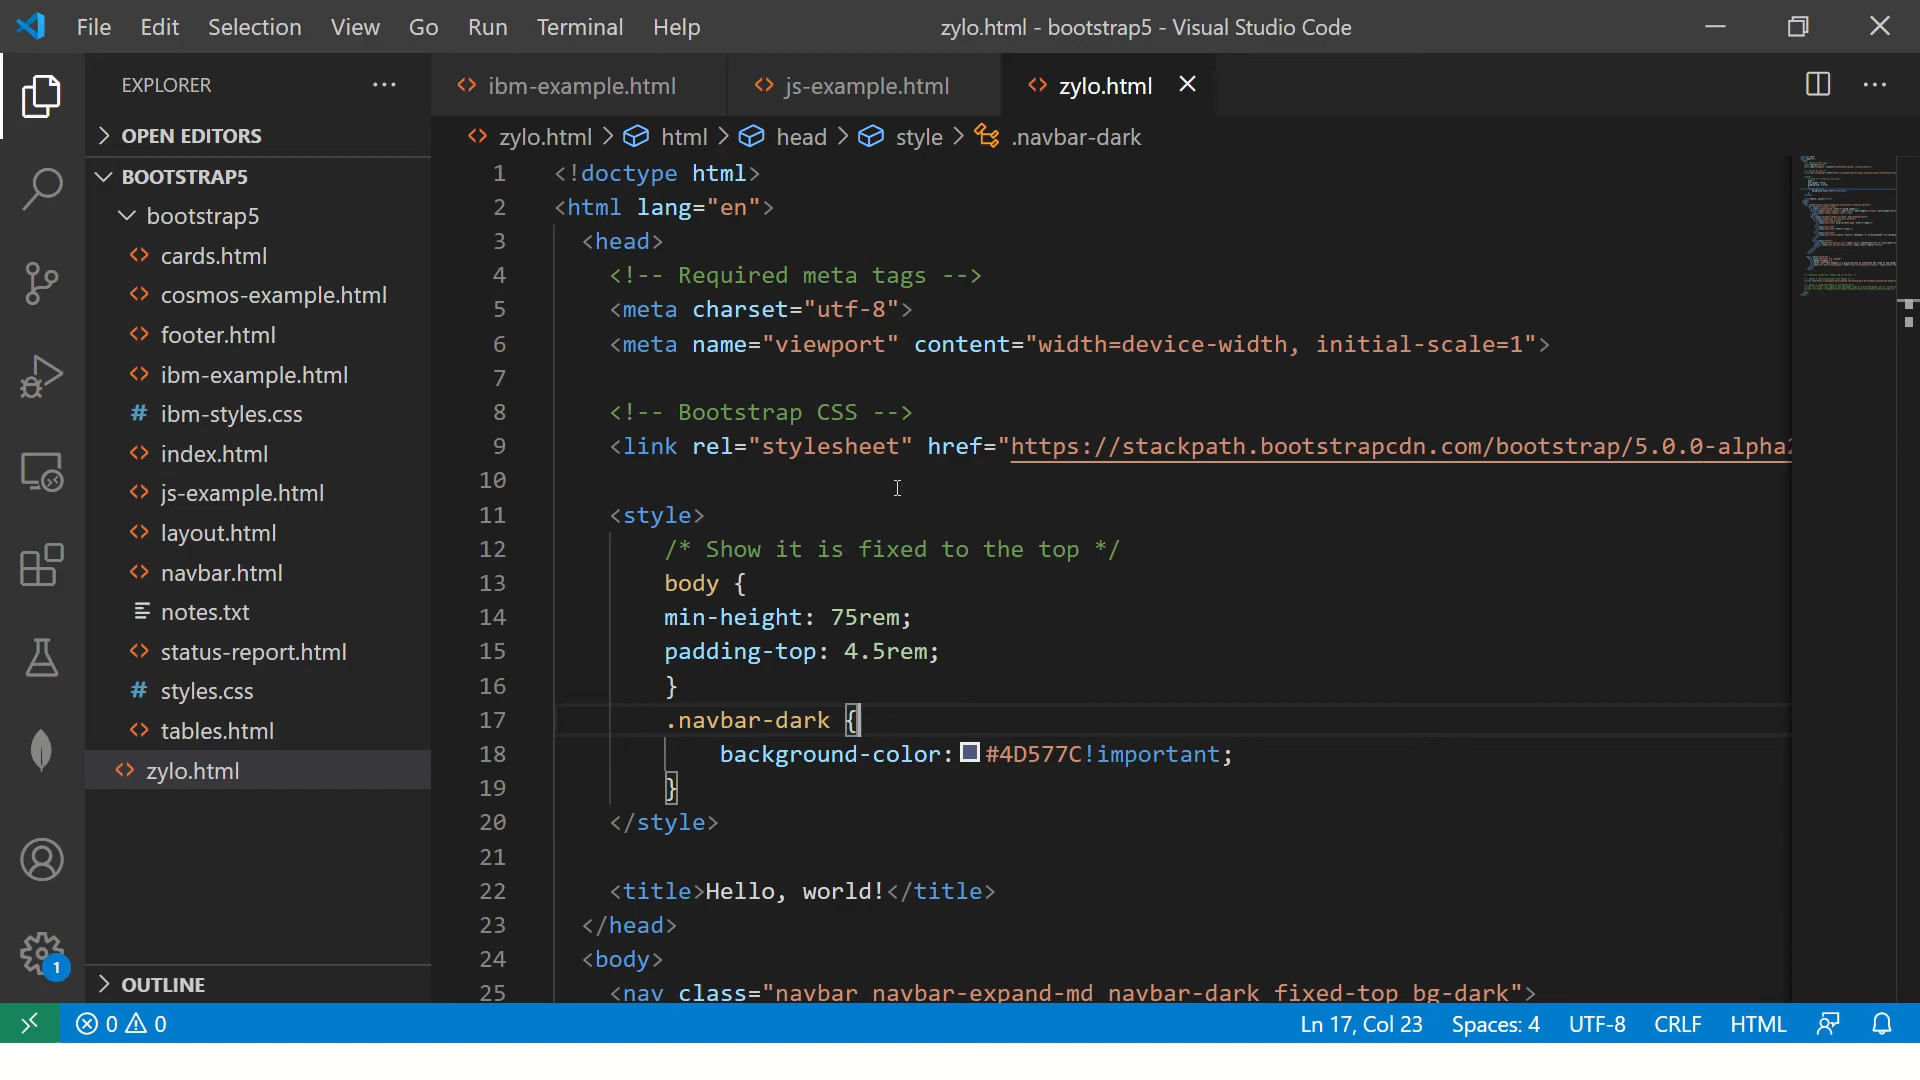 File Edit Selection View Go Run Terminal Help
zylo.html - bootstrap5 - Visual Studio Code
EXPLORER
OPEN EDITORS
BOOTSTRAP5
bootstrap5
cards.html
cosmos-example.html
footer.html
ibm-example.html
ibm-styles.css
index.html
js-example.html
layout.html
navbar.html
notes.txt
status-report.html
styles.css
tables.html
zylo.html
OUTLINE
ibm-example.html js-example.html zylo.html
zylo.html > html > head > style > .navbar-dark
1 <!doctype html>
2 <html lang="en">
3 <head>
4 <!-- Required meta tags -->
5 <meta charset="utf-8">
6 <meta name="viewport" content="width=device-width, initial-scale=1">
7
8 <!-- Bootstrap CSS -->
9 <link rel="stylesheet" href="https://stackpath.bootstrapcdn.com/bootstrap/5.0.0-alpha2
10
11 <style>
12 /* Show it is fixed to the top */
13 body {
14 min-height: 75rem;
15 padding-top: 4.5rem;
16 }
17 .navbar-dark {
18 background-color: #4D577C!important;
19 }
20 </style>
21
22 <title>Hello, world!</title>
23 </head>
24 <body>
25 <nav class="navbar navbar-expand-md navbar-dark fixed-top bg-dark">
1
0 0
Ln 17, Col 23 Spaces: 4 UTF-8 CRLF HTML